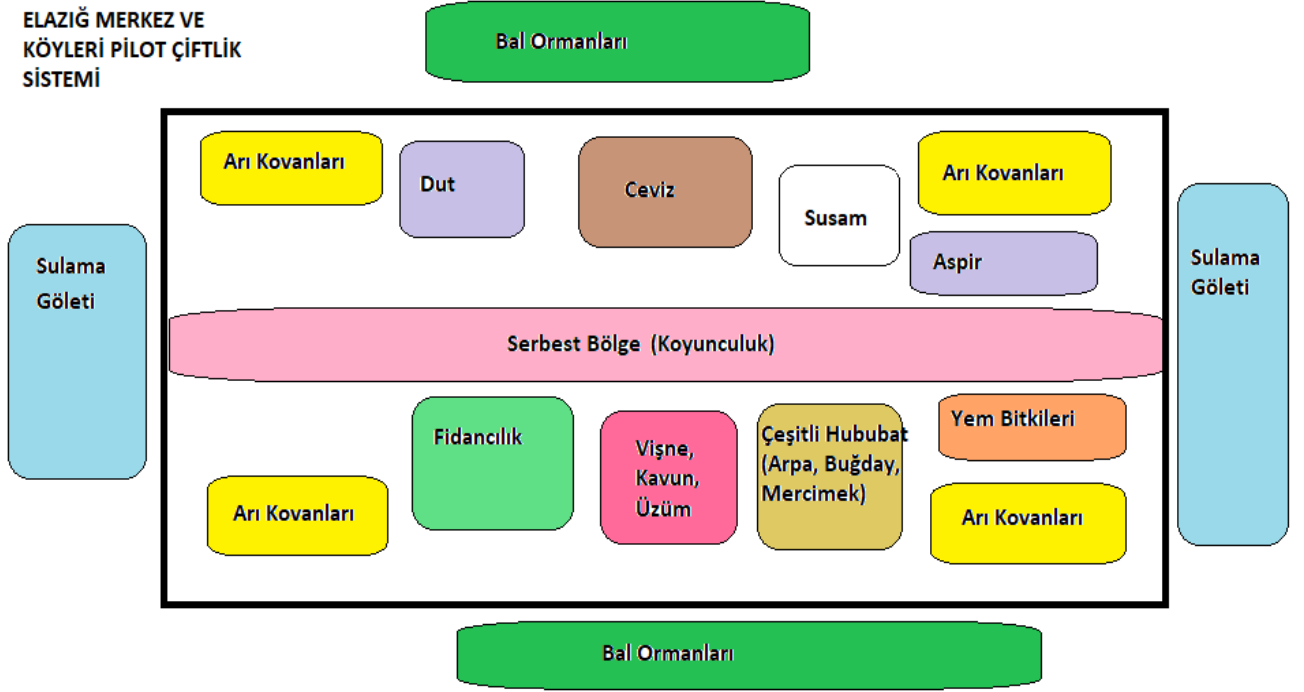 ELAZIĞ MERKEZ VE
KÖYLERİ PİLOT ÇİFTLİK
SİSTEMİ
Bal Ormanları
Arı Kovanları
Dut
Ceviz
Susam
Arı Kovanları
Aspir
Sulama
Göleti
Sulama
Göleti
Serbest Bölge (Koyunculuk)
Fidancılık
Vişne,
Kavun,
Üzüm
Çeşitli Hububat
(Arpa, Buğday,
Mercimek)
Yem Bitkileri
Arı Kovanları
Arı Kovanları
Bal Ormanları